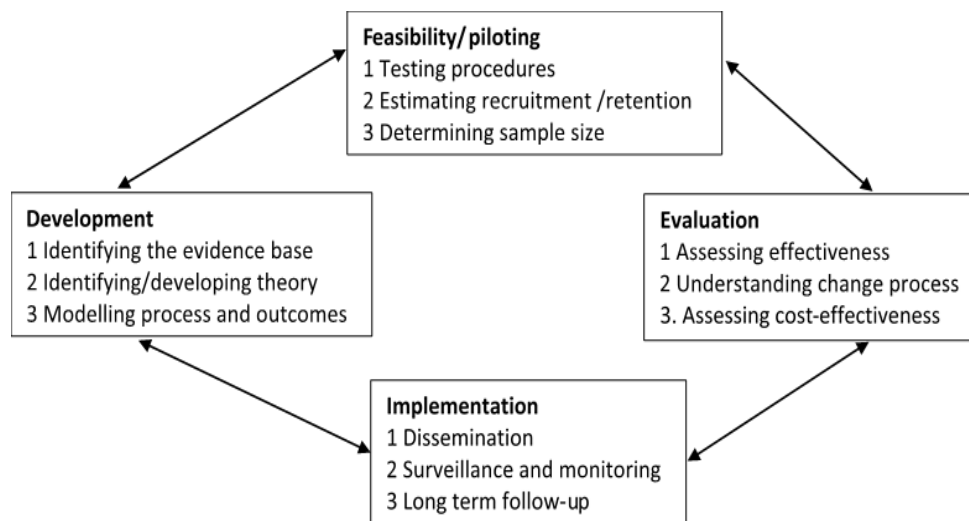 Feasibility/ piloting
1 Testing procedures
2 Estimating recruitment /retention
3 Determining sample size
Development
1 Identifying the evidence base
2 Identifying/developing theory
3 Modelling process and outcomes
Evaluation
1 Assessing effectiveness
2 Understanding change process
3. Assessing cost-effectiveness
Implementation
1 Dissemination
2 Surveillance and monitoring
3 Long term follow-up